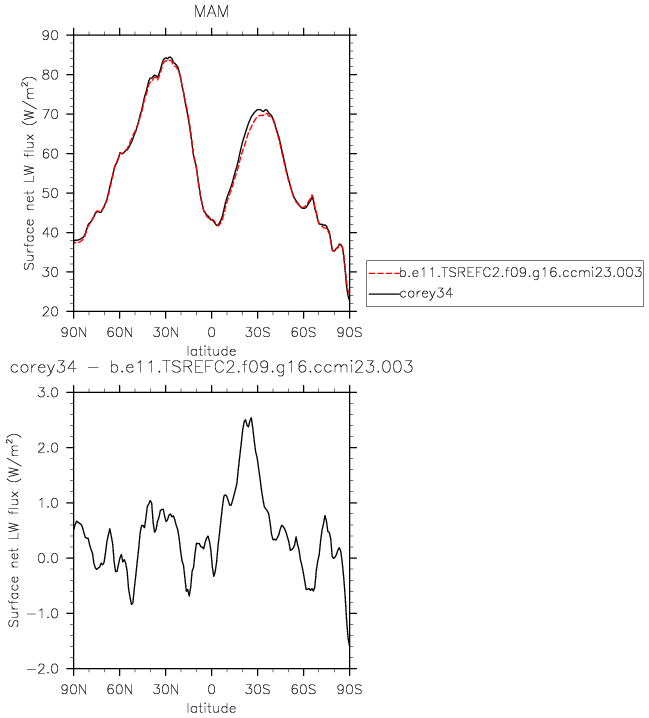 MAM
90
80
70
60
50
40
30
20
Surface net LW flux (W/m²)
90N 60N 30N 0 30S 60S 90S
latitude
b.e11.TSREFC2.f09.g16.ccmi23.003
corey34
corey34 − b.e11.TSREFC2.f09.g16.ccmi23.003
3.0
2.0
1.0
0.0
−1.0
−2.0
Surface net LW flux (W/m²)
90N 60N 30N 0 30S 60S 90S
latitude